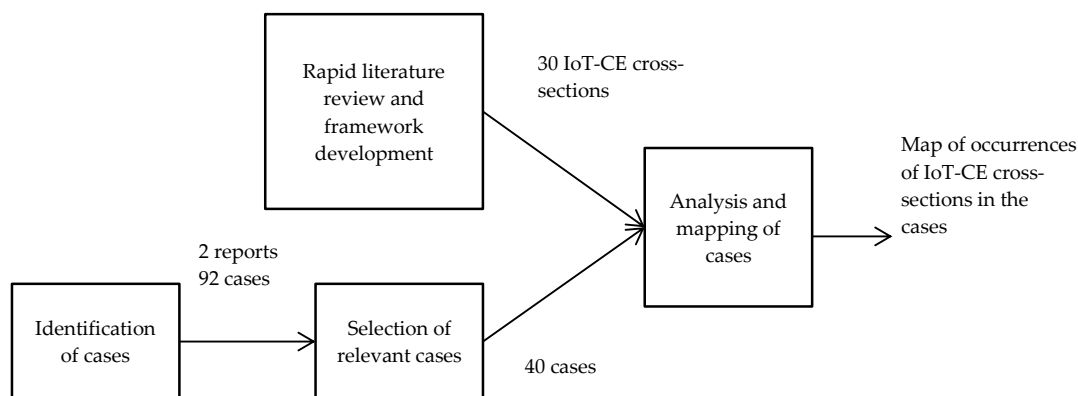 Rapid literature
review and
framework
development
30 IoT-CE cross-
sections
Analysis and
mapping of
cases
Map of occurrences
of IoT-CE cross-
sections in the
cases
2 reports
92 cases
Identification
of cases
Selection of
relevant cases
40 cases